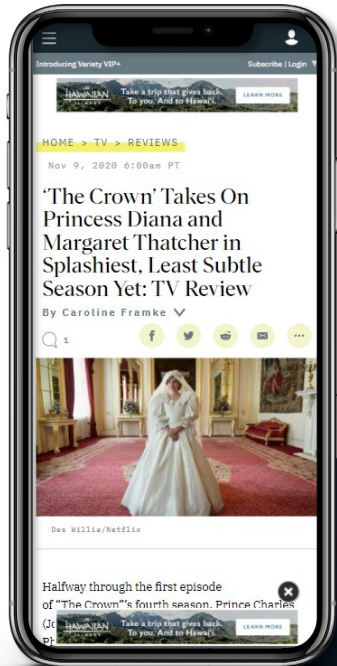 Introducing Variety VIP+ Subscribe | Login
HAWAIIAN Take a trip that gives back. LEARN MORE
AIRLINES To you. And to Hawai'i.
HOME > TV > REVIEWS
Nov 9, 2020 6:00am PT
‘The Crown’ Takes On
Princess Diana and
Margaret Thatcher in
Splashiest, Least Subtle
Season Yet: TV Review
By Caroline Framke
1
Des Willie/Netflix
Halfway through the first episode
of “The Crown”’s fourth season, Prince Charles
(Jo
HAWAIIAN Take a trip that gives back. LEARN MORE
AIRLINES To you. And to Hawai'i.